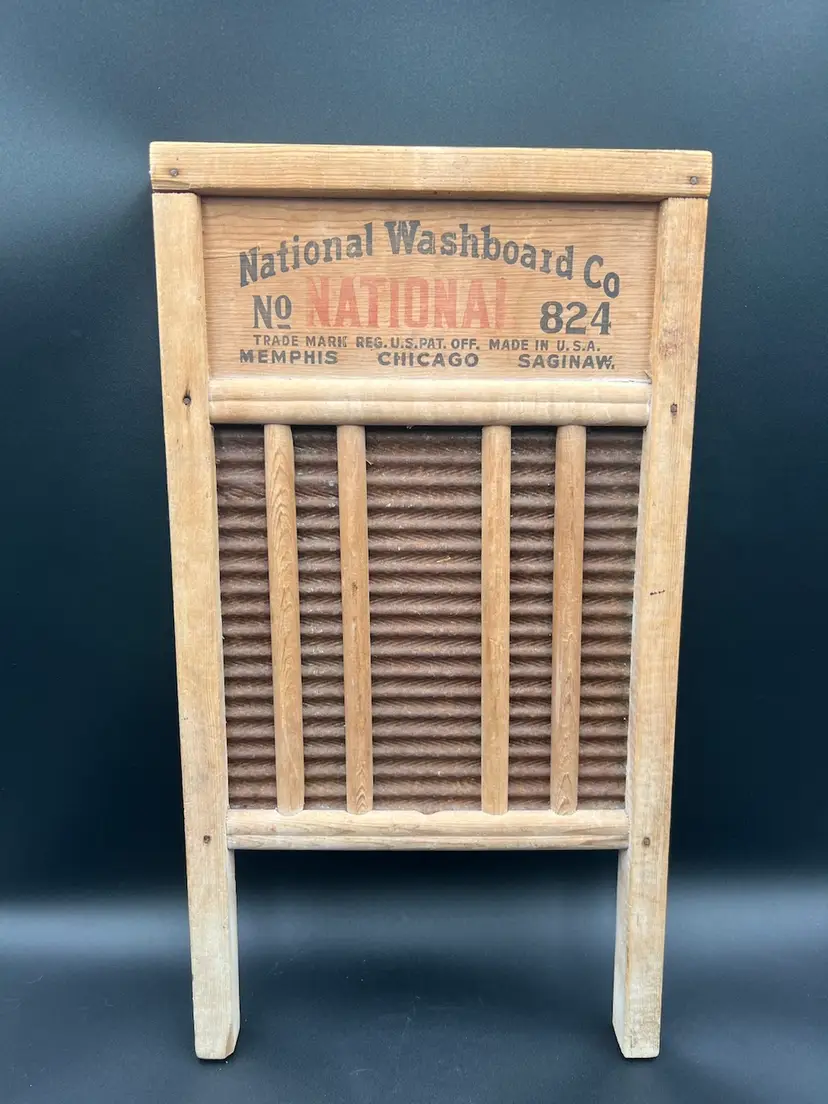 National Washboard Co
No NATIONAL 824
TRADE MARK REG. U.S. PAT. OFF. MADE IN U.S.A.
MEMPHIS CHICAGO SAGINAW.